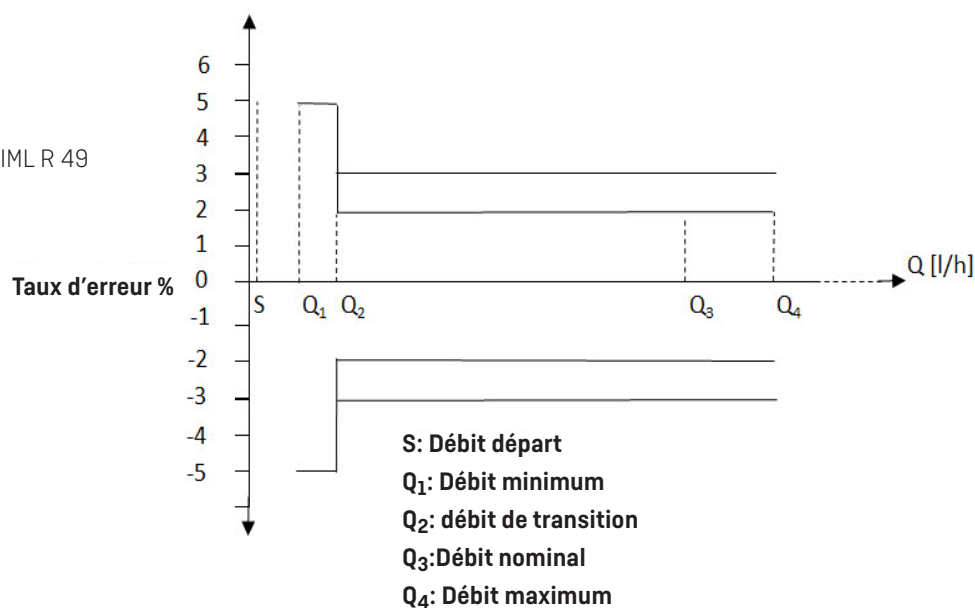 6
5
4
IML R 49
3
2
1
Taux d'erreur %
0
Q [l/h]
S
Q₁
Q₂
Q₃
Q₄
-1
-2
-3
-4
-5
S: Débit départ
Q₁: Débit minimum
Q₂: débit de transition
Q₃:Débit nominal
Q₄: Débit maximum